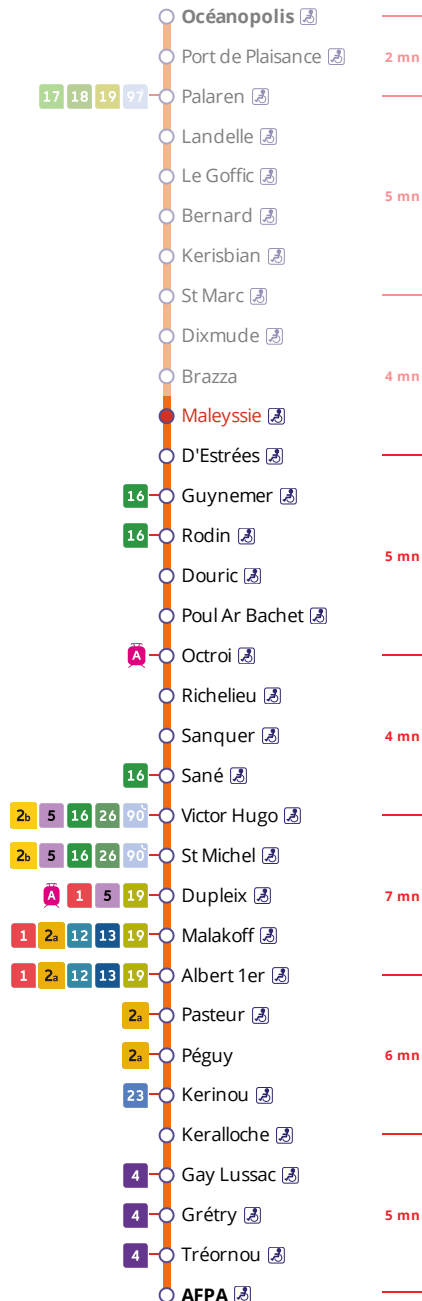 Océanopolis
Port de Plaisance 2 mn
17 18 19 97 Palaren
Landelle
Le Goffic
5 mn
Bernard
Kerisbian
St Marc
Dixmude
Brazza 4 mn
Maleyssie
D'Estrées
16 Guynemer
16 Rodin
5 mn
Douric
Poul Ar Bachet
A Octroi
Richelieu
Sanquer 4 mn
16 Sané
2b 5 16 26 90 Victor Hugo
2b 5 16 26 90 St Michel
A 1 5 19 Dupleix 7 mn
1 2a 12 13 19 Malakoff
1 2a 12 13 19 Albert 1er
2a Pasteur
2a Péguy 6 mn
23 Kerinou
Keralloche
4 Gay Lussac
4 Grétry 5 mn
4 Tréornou
AFPA